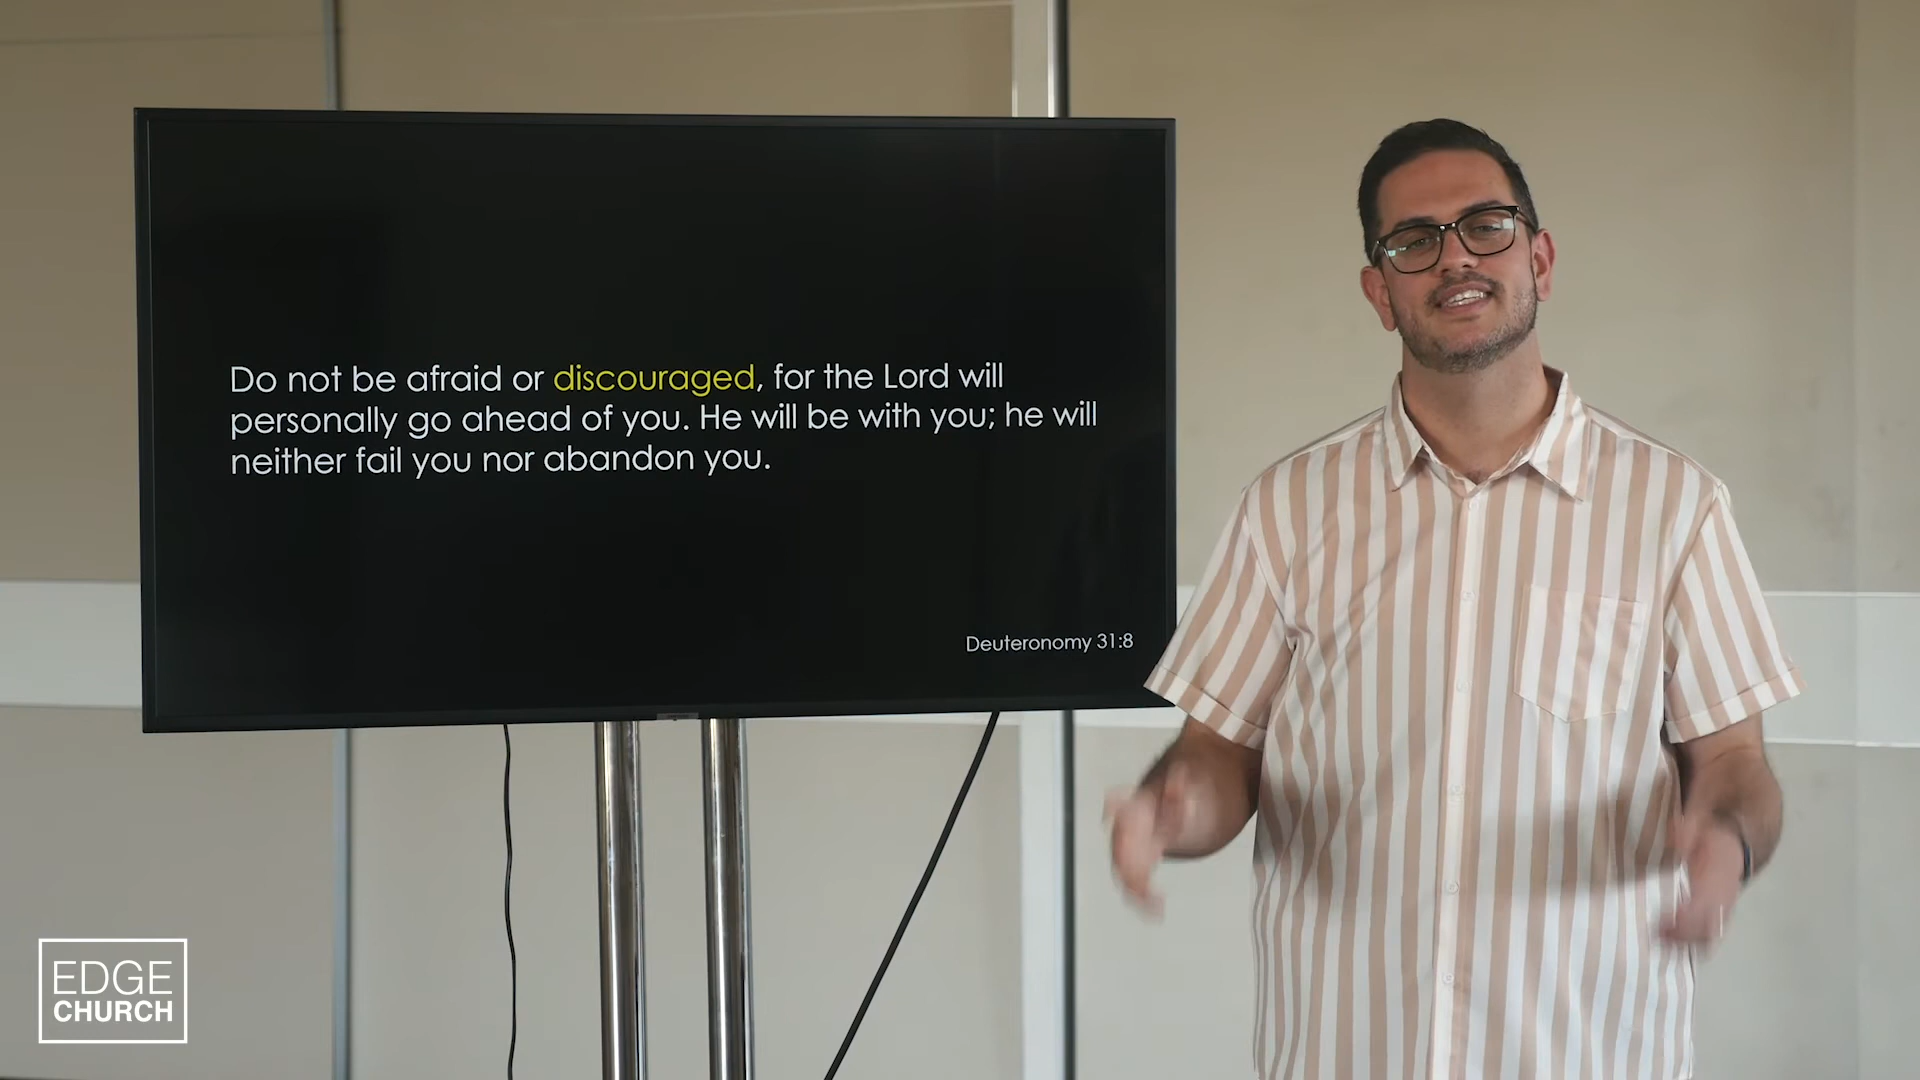 Do not be afraid or discouraged, for the Lord will
personally go ahead of you. He will be with you; he will
neither fail you nor abandon you.
Deuteronomy 31:8
EDGE
CHURCH